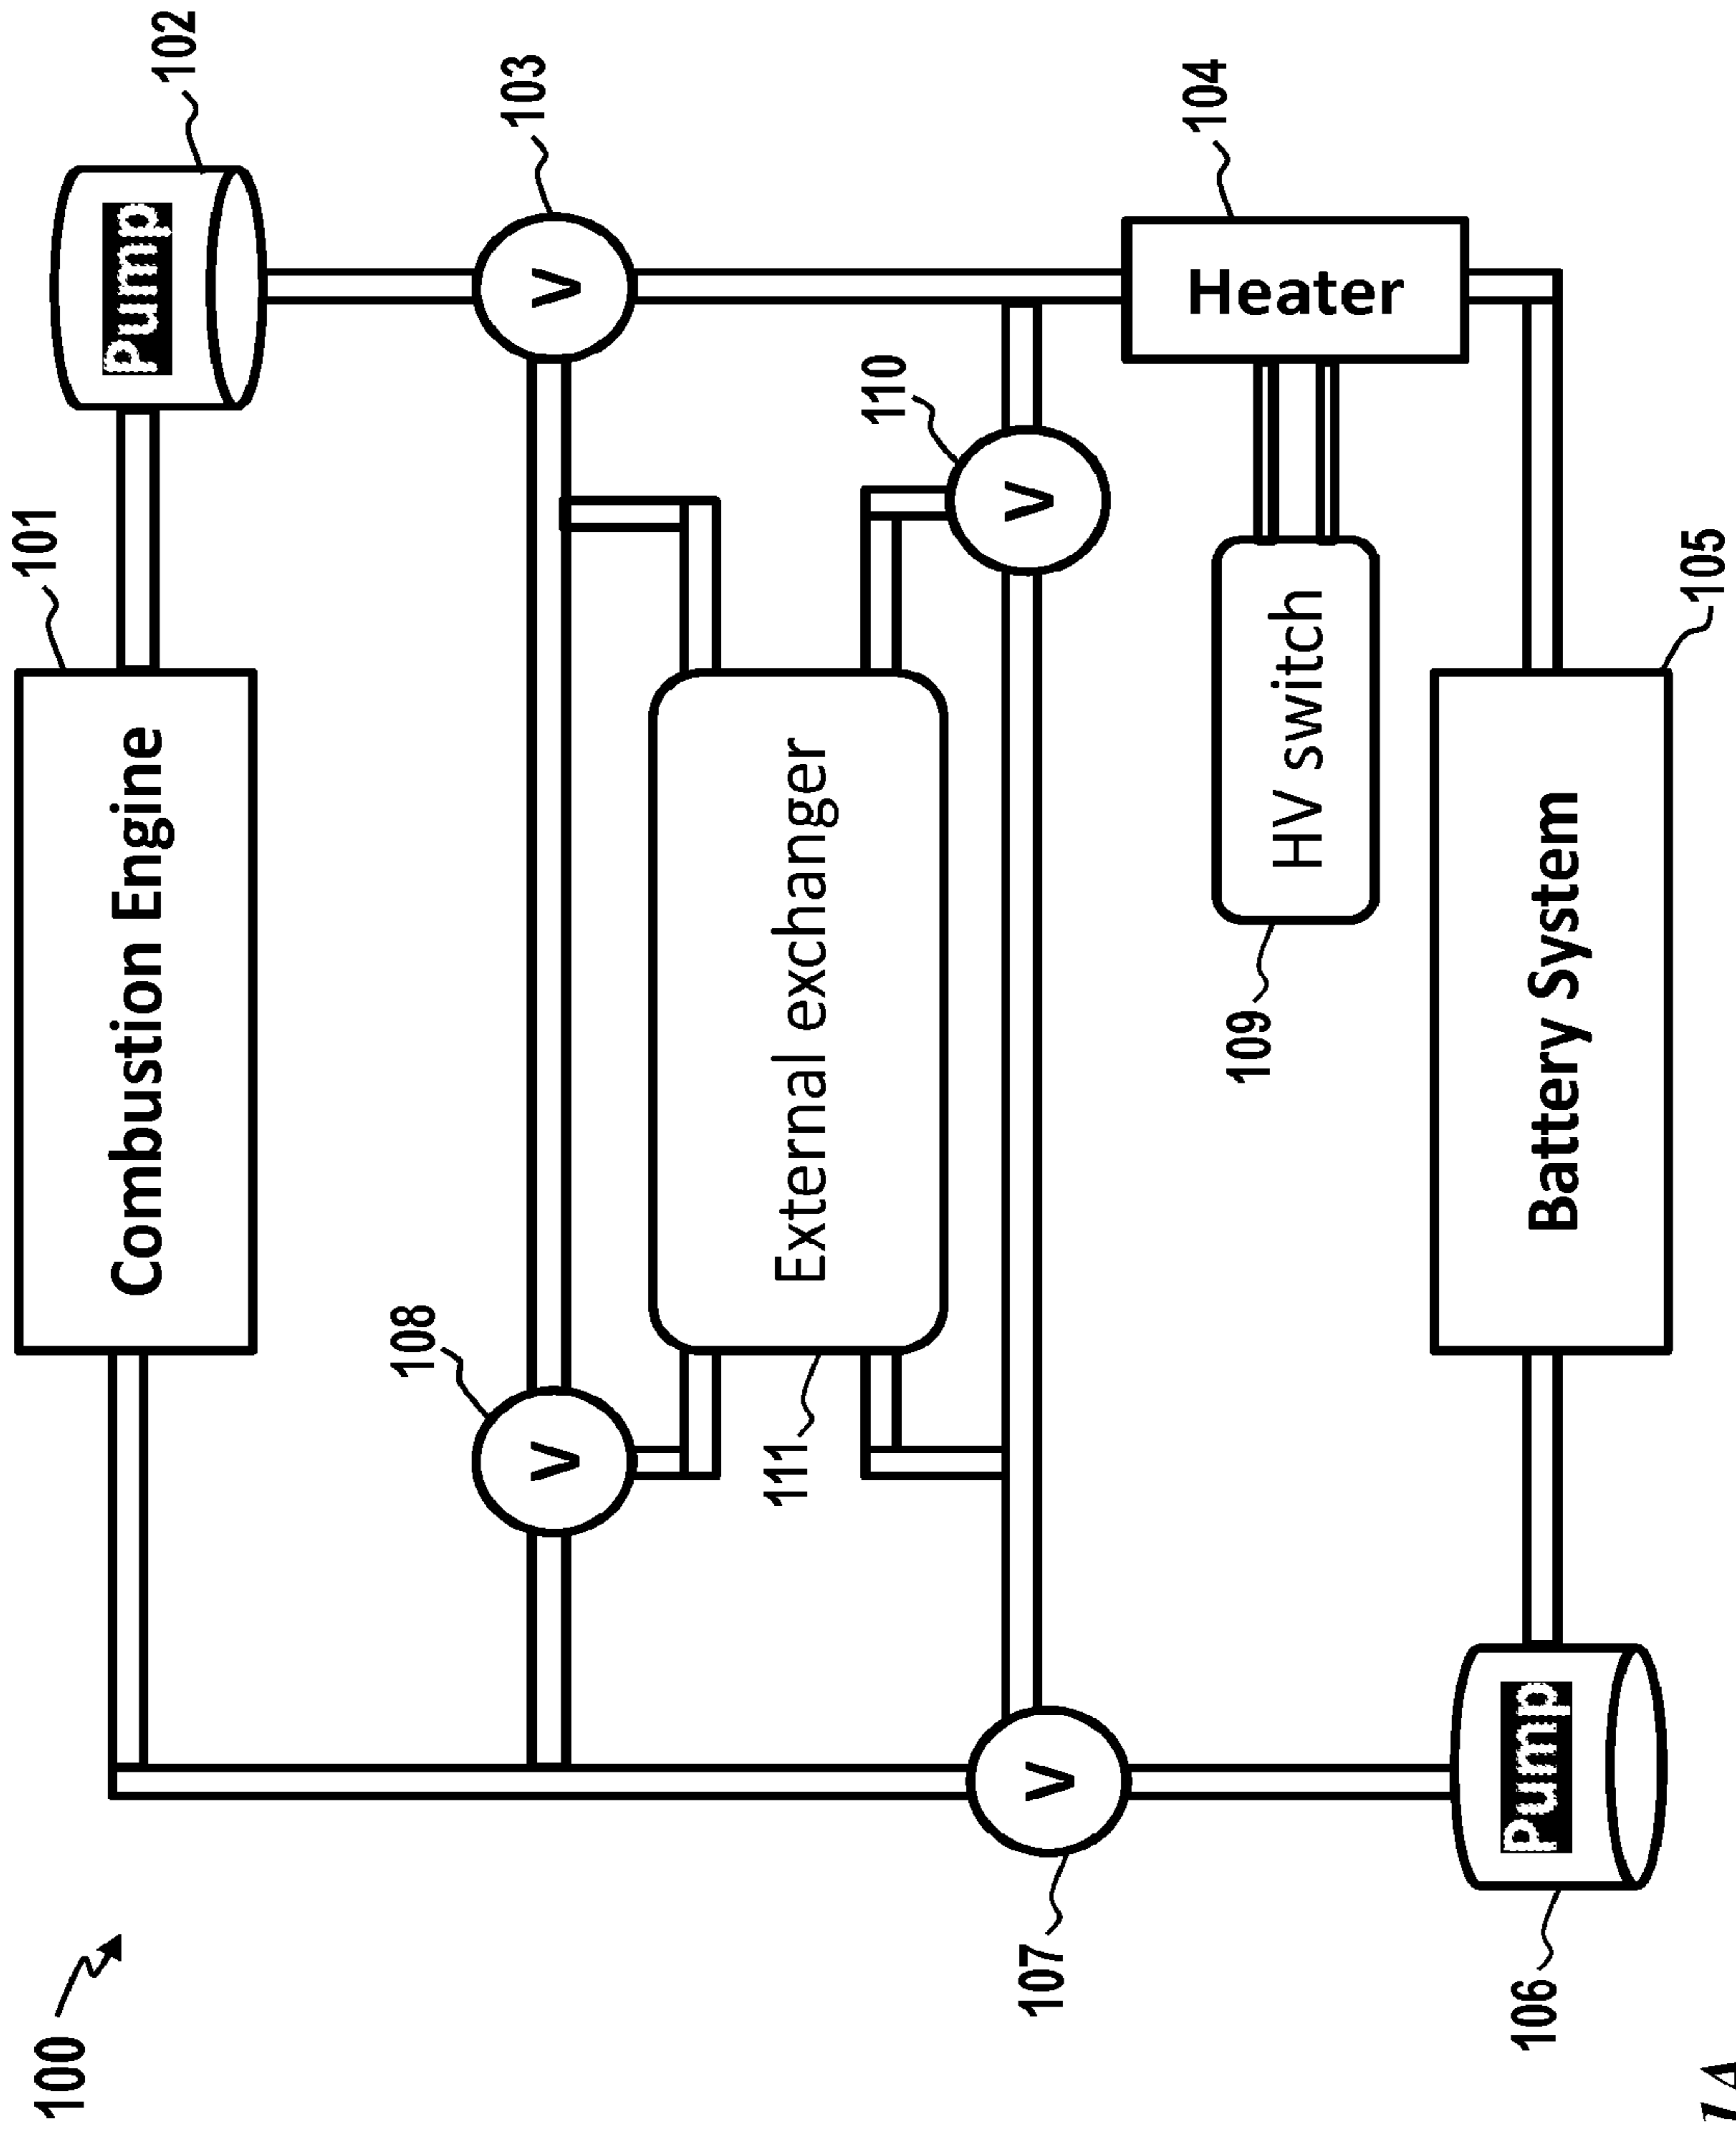 100
101
102
Combustion Engine
Pump
108
103
V
V
111
External exchanger
110
107
V
V
104
109
HV switch
Heater
106
Pump
Battery System
105